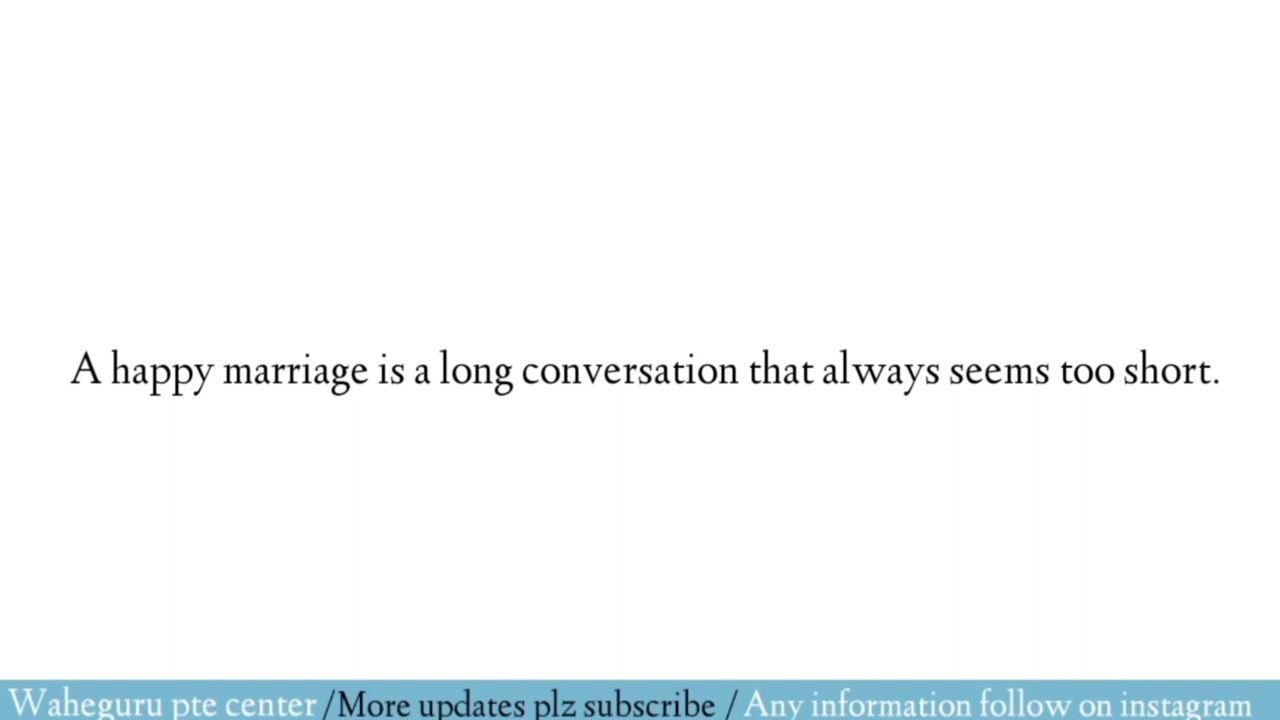 A happy marriage is a long conversation that always seems too short.
Waheguru pte center /More updates plz subscribe / Any information follow on instagram